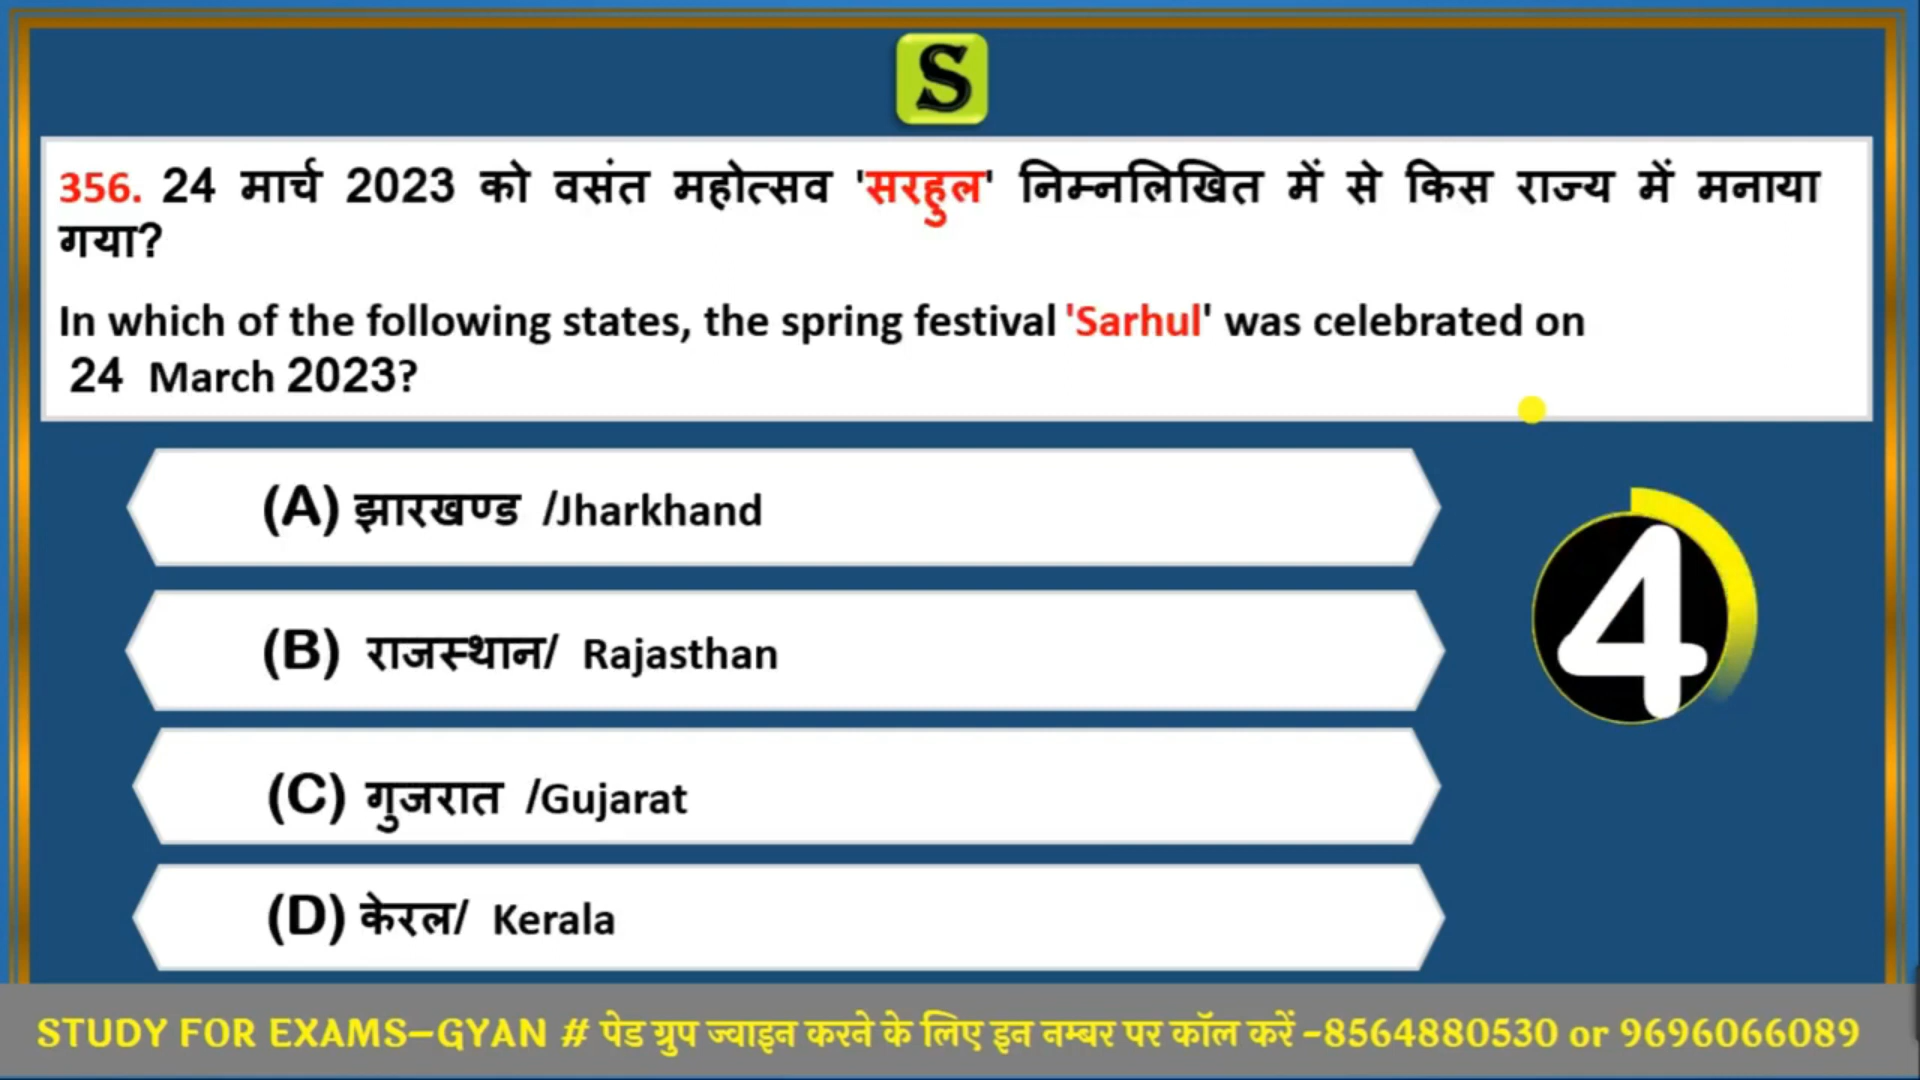 S
356. 24 मार्च 2023 को वसंत महोत्सव 'सरहुल' निम्नलिखित में से किस राज्य में मनाया
गया?
In which of the following states, the spring festival 'Sarhul' was celebrated on
24 March 2023?
(A) झारखण्ड /Jharkhand
(B) राजस्थान/ Rajasthan
4
(C) गुजरात /Gujarat
(D) केरल/ Kerala
STUDY FOR EXAMS–GYAN # पेड ग्रुप ज्वाइन करने के लिए इन नम्बर पर कॉल करें –8564880530 or 9696066089